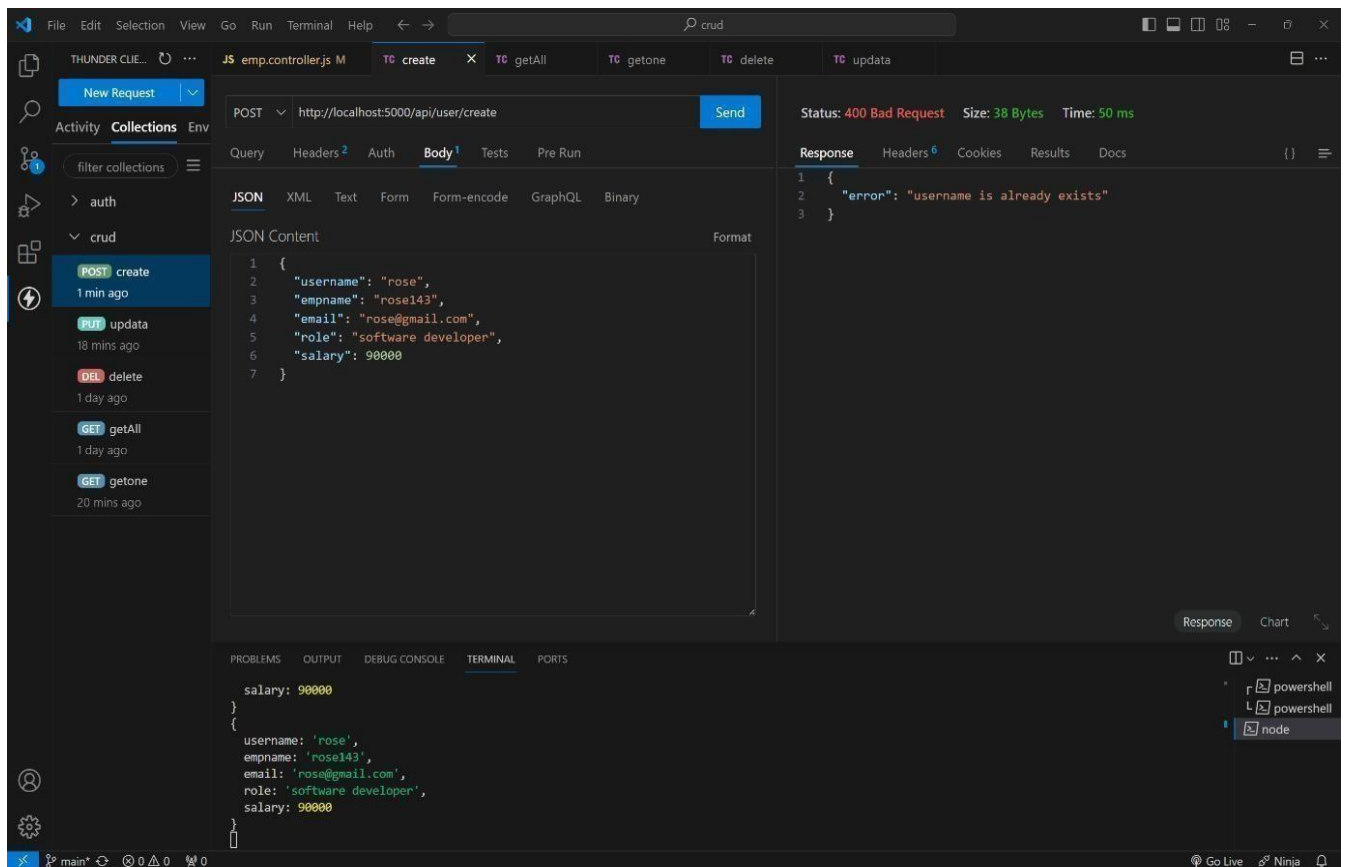 File Edit Selection View Go Run Terminal Help crud
THUNDER CLIE... JS emp.controller.js M TC create TC getAll TC getone TC delete TC updata
New Request
Activity Collections Env
filter collections
auth
crud
POST create
1 min ago
PUT updata
18 mins ago
DEL delete
1 day ago
GET getAll
1 day ago
GET getone
20 mins ago
POST http://localhost:5000/api/user/create Send
Query Headers 2 Auth Body 1 Tests Pre Run
JSON XML Text Form Form-encode GraphQL Binary
JSON Content Format
1 {
2 "username": "rose",
3 "empname": "rose143",
4 "email": "rose@gmail.com",
5 "role": "software developer",
6 "salary": 90000
7 }
Status: 400 Bad Request Size: 38 Bytes Time: 50 ms
Response Headers 6 Cookies Results Docs {}
1 {
2 "error": "username is already exists"
3 }
Response Chart
PROBLEMS OUTPUT DEBUG CONSOLE TERMINAL PORTS
salary: 90000
}
{
username: 'rose',
empname: 'rose143',
email: 'rose@gmail.com',
role: 'software developer',
salary: 90000
}
powershell
powershell
node
1
main* 0 0 0 Go Live Ninja